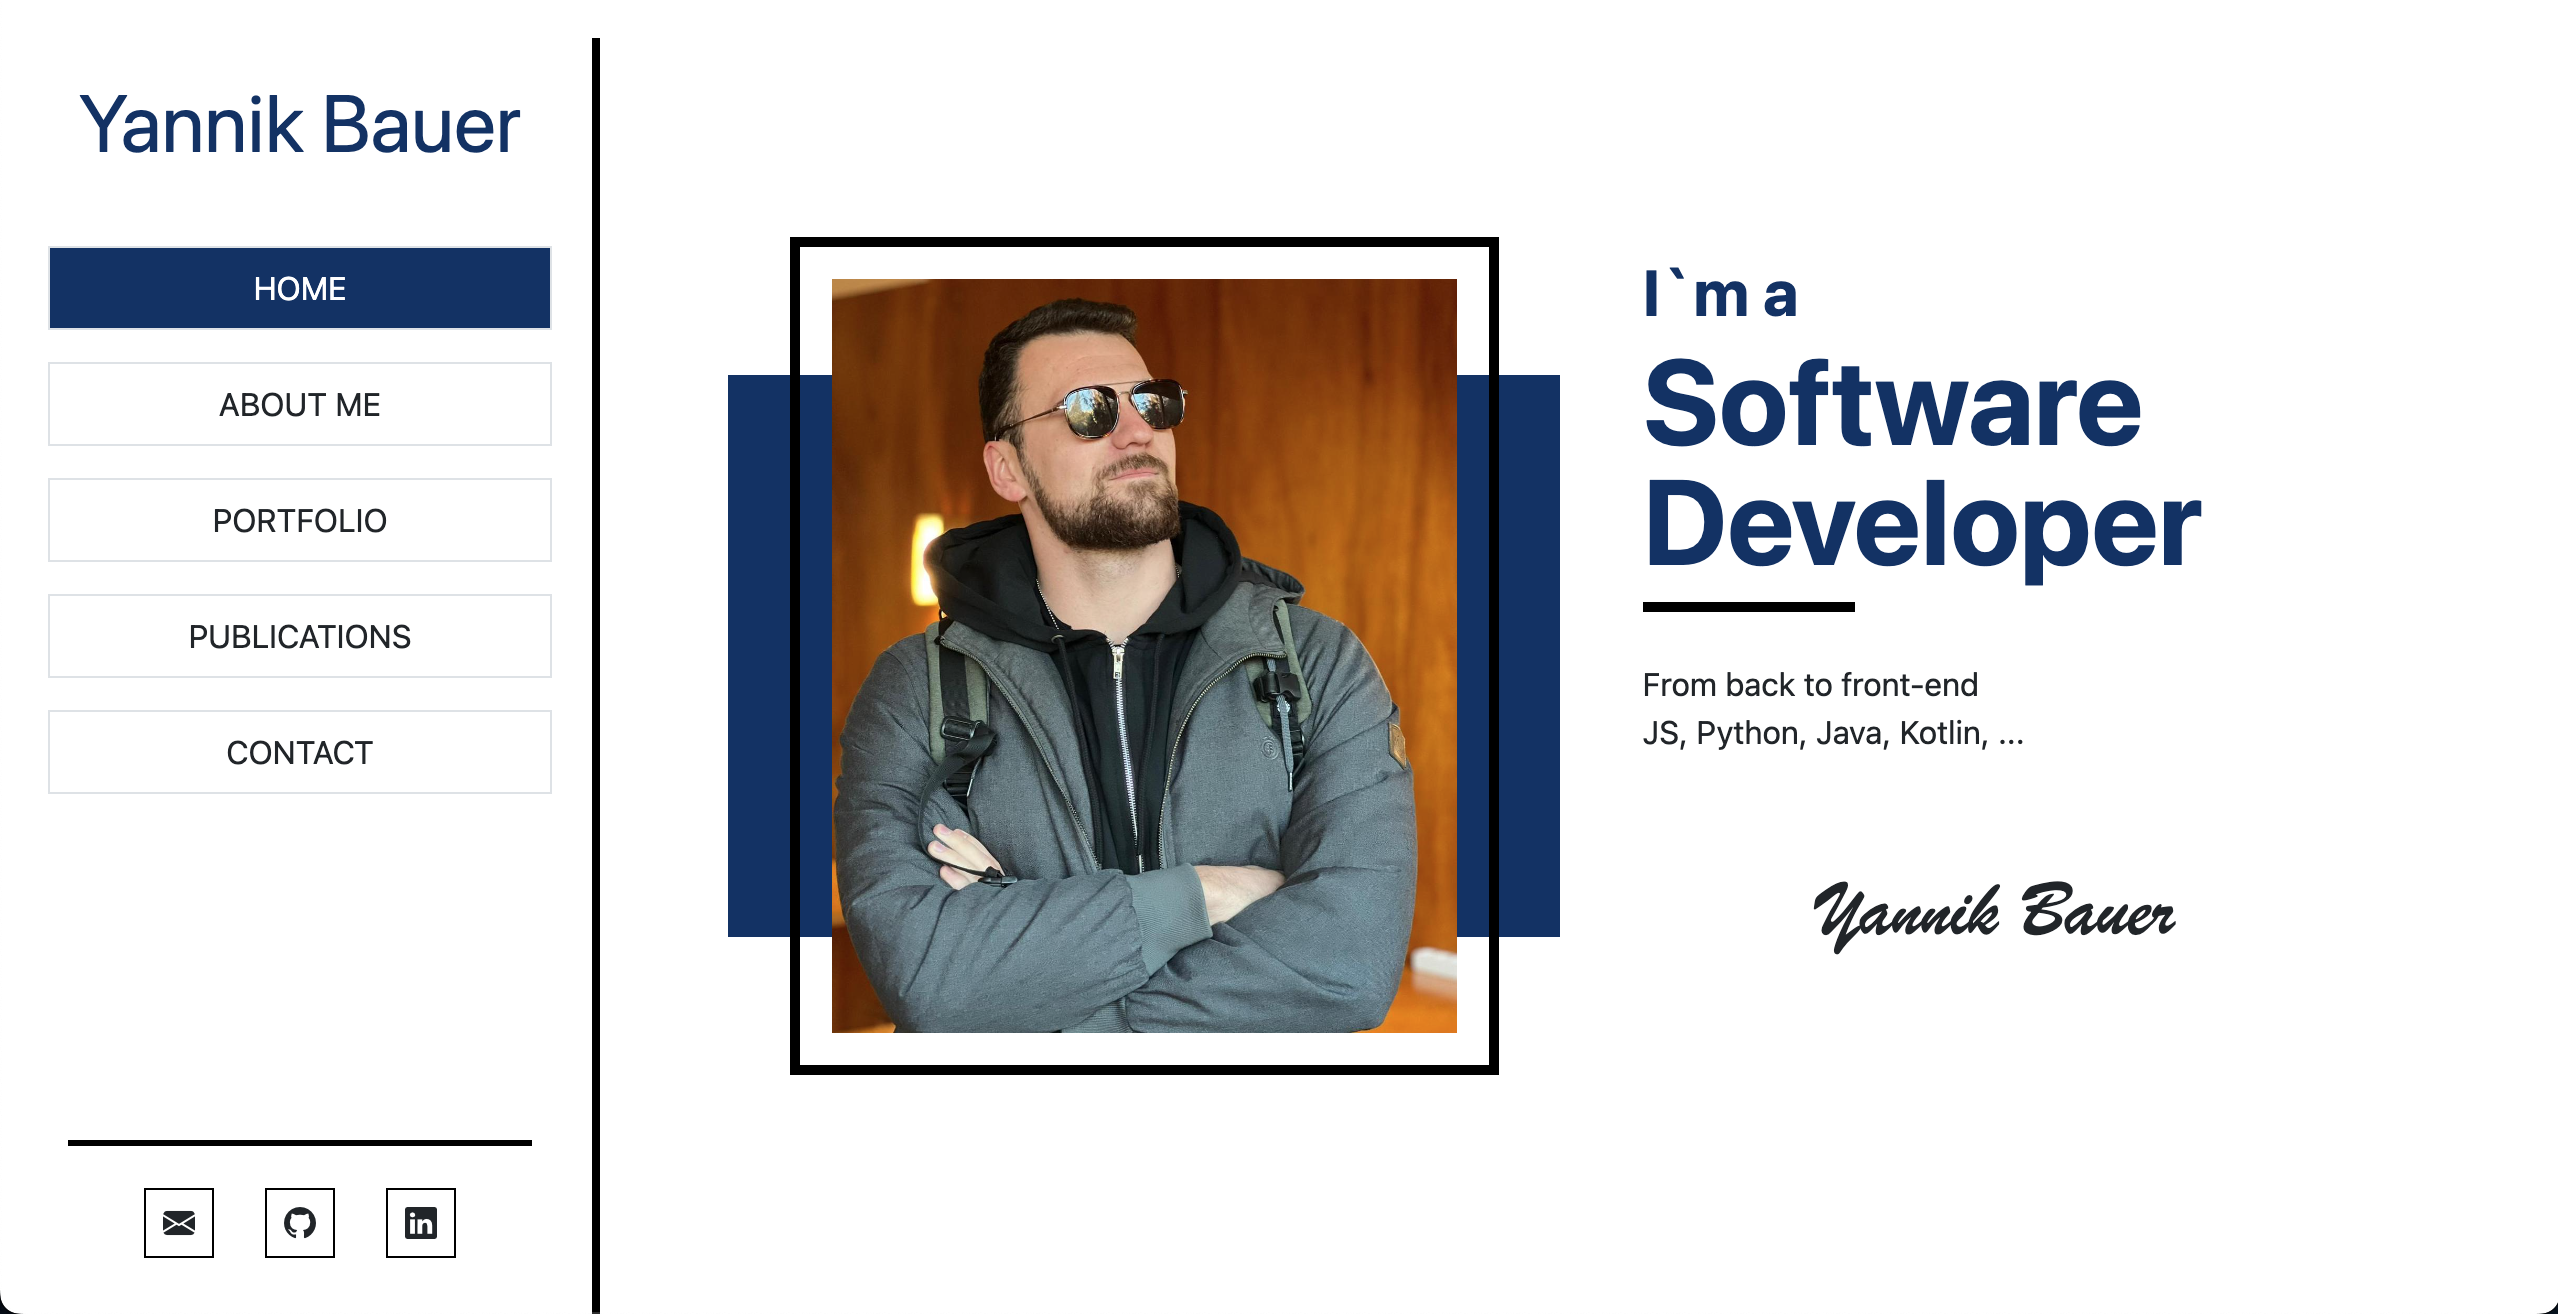 Yannik Bauer
HOME
ABOUT ME
PORTFOLIO
PUBLICATIONS
CONTACT
I`m a
Software
Developer
From back to front-end
JS, Python, Java, Kotlin, ...
Yannik Bauer
in